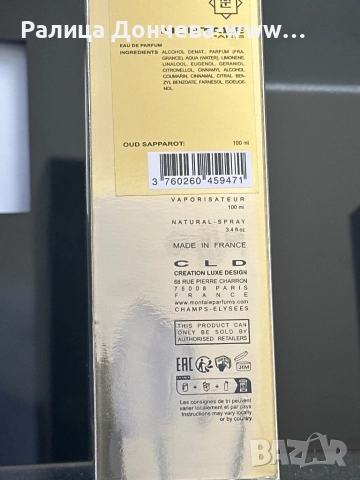 Ралица Дончева...
MONTALE
PARIS
EAU DE PARFUM
INGREDIENTS: ALCOHOL DENAT., PARFUM (FRA-
GRANCE) AQUA (WATER), LIMONENE,
LINALOOL, EUGENOL, GERANIOL,
CITRONELLOL, CINNAMYL ALCOHOL,
COUMARIN, CINNAMAL, CITRAL, BEN-
ZYL BENZOATE, FARNESOL, ISOEUGE-
NOL.
OUD SAPPAROT: 100 ml
3 760260 459471
VAPORISATEUR
100 ml
NATURAL-SPRAY
3.4 fl.oz
MADE IN FRANCE
CLD
CREATION LUXE DESIGN
68 RUE PIERRE CHARRON
75008 PARIS
FRANCE
www.montaleparfums.com
CHAMPS-ELYSEES
THIS PRODUCT CAN
ONLY BE SOLD BY
AUTHORISED RETAILERS
EAC
36M
Les consignes de tri peuvent
varier localement et par pays
Instructions may vary locally or
by country
BAZAR